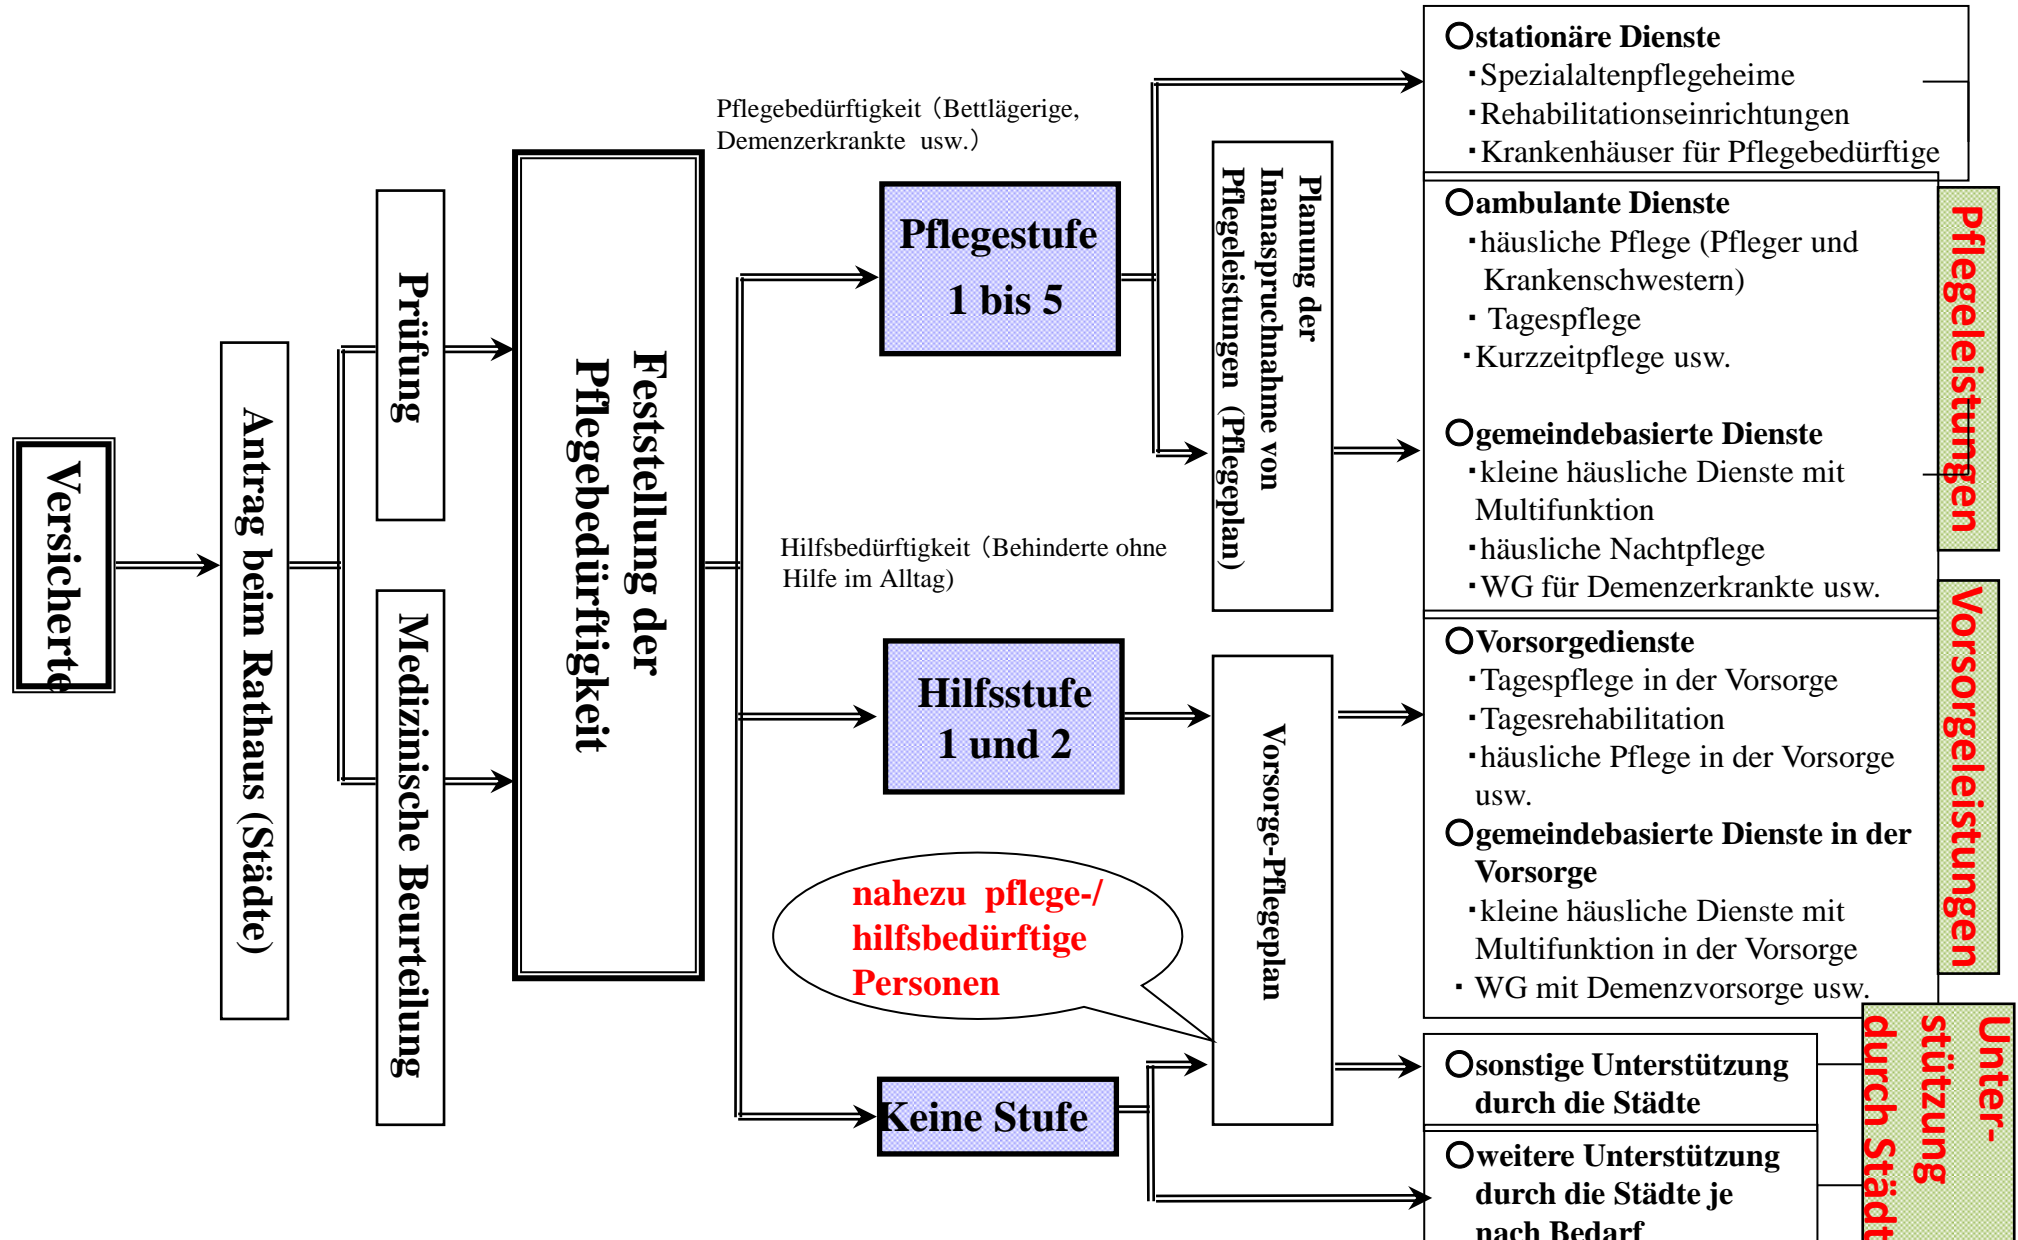 Versicherte
Antrag beim Rathaus (Städte)
Prüfung
Medizinische Beurteilung
Feststellung der
Pflegebedürftigkeit
Pflegebedürftigkeit（Bettlägerige,
Demenzerkrankte usw.）
Pflegestufe
1 bis 5
Hilfsbedürftigkeit（Behinderte ohne
Hilfe im Alltag)
Hilfsstufe
1 und 2
nahezu pflege-/
hilfsbedürftige
Personen
Keine Stufe
Planung der
Inanaspruchnahme von
Pflegeleistungen (Pflegeplan)
Vorsorge-Pflegeplan
○stationäre Dienste
・Spezialaltenpflegeheime
・Rehabilitationseinrichtungen
・Krankenhäuser für Pflegebedürftige
○ambulante Dienste
・häusliche Pflege (Pfleger und
Krankenschwestern)
・ Tagespflege
・Kurzzeitpflege usw.
○gemeindebasierte Dienste
・kleine häusliche Dienste mit
Multifunktion
・häusliche Nachtpflege
・WG für Demenzerkrankte usw.
○Vorsorgedienste
・Tagespflege in der Vorsorge
・Tagesrehabilitation
・häusliche Pflege in der Vorsorge
usw.
○gemeindebasierte Dienste in der
Vorsorge
・kleine häusliche Dienste mit
Multifunktion in der Vorsorge
・ WG mit Demenzvorsorge usw.
○sonstige Unterstützung
durch die Städte
○weitere Unterstützung
durch die Städte je
nach Bedarf
Pflegeleistungen
Vorsorgeleistungen
Unter-
stützung
durch Städt